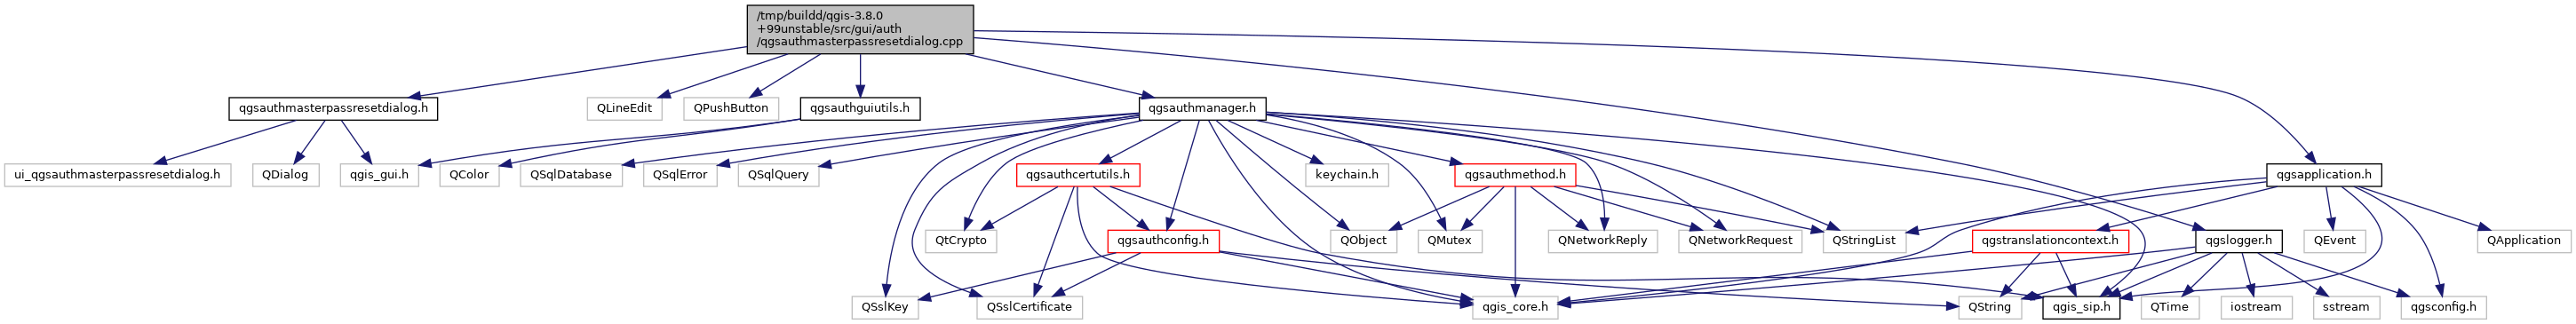 /tmp/buildd/qgis-3.8.0
+99unstable/src/gui/auth
/qgsauthmasterpassresetdialog.cpp
qgsauthmasterpassresetdialog.h
QLineEdit
QPushButton
qgsauthguiutils.h
qgsauthmanager.h
ui_qgsauthmasterpassresetdialog.h
QDialog
qgis_gui.h
QColor
QSqlDatabase
QSqlError
QSqlQuery
qgsauthcertutils.h
keychain.h
qgsauthmethod.h
qgsapplication.h
QtCrypto
qgsauthconfig.h
QObject
QMutex
QNetworkReply
QNetworkRequest
QStringList
qgstranslationcontext.h
qgslogger.h
QEvent
QApplication
QSslKey
QSslCertificate
qgis_core.h
QString
qgis_sip.h
QTime
iostream
sstream
qgsconfig.h